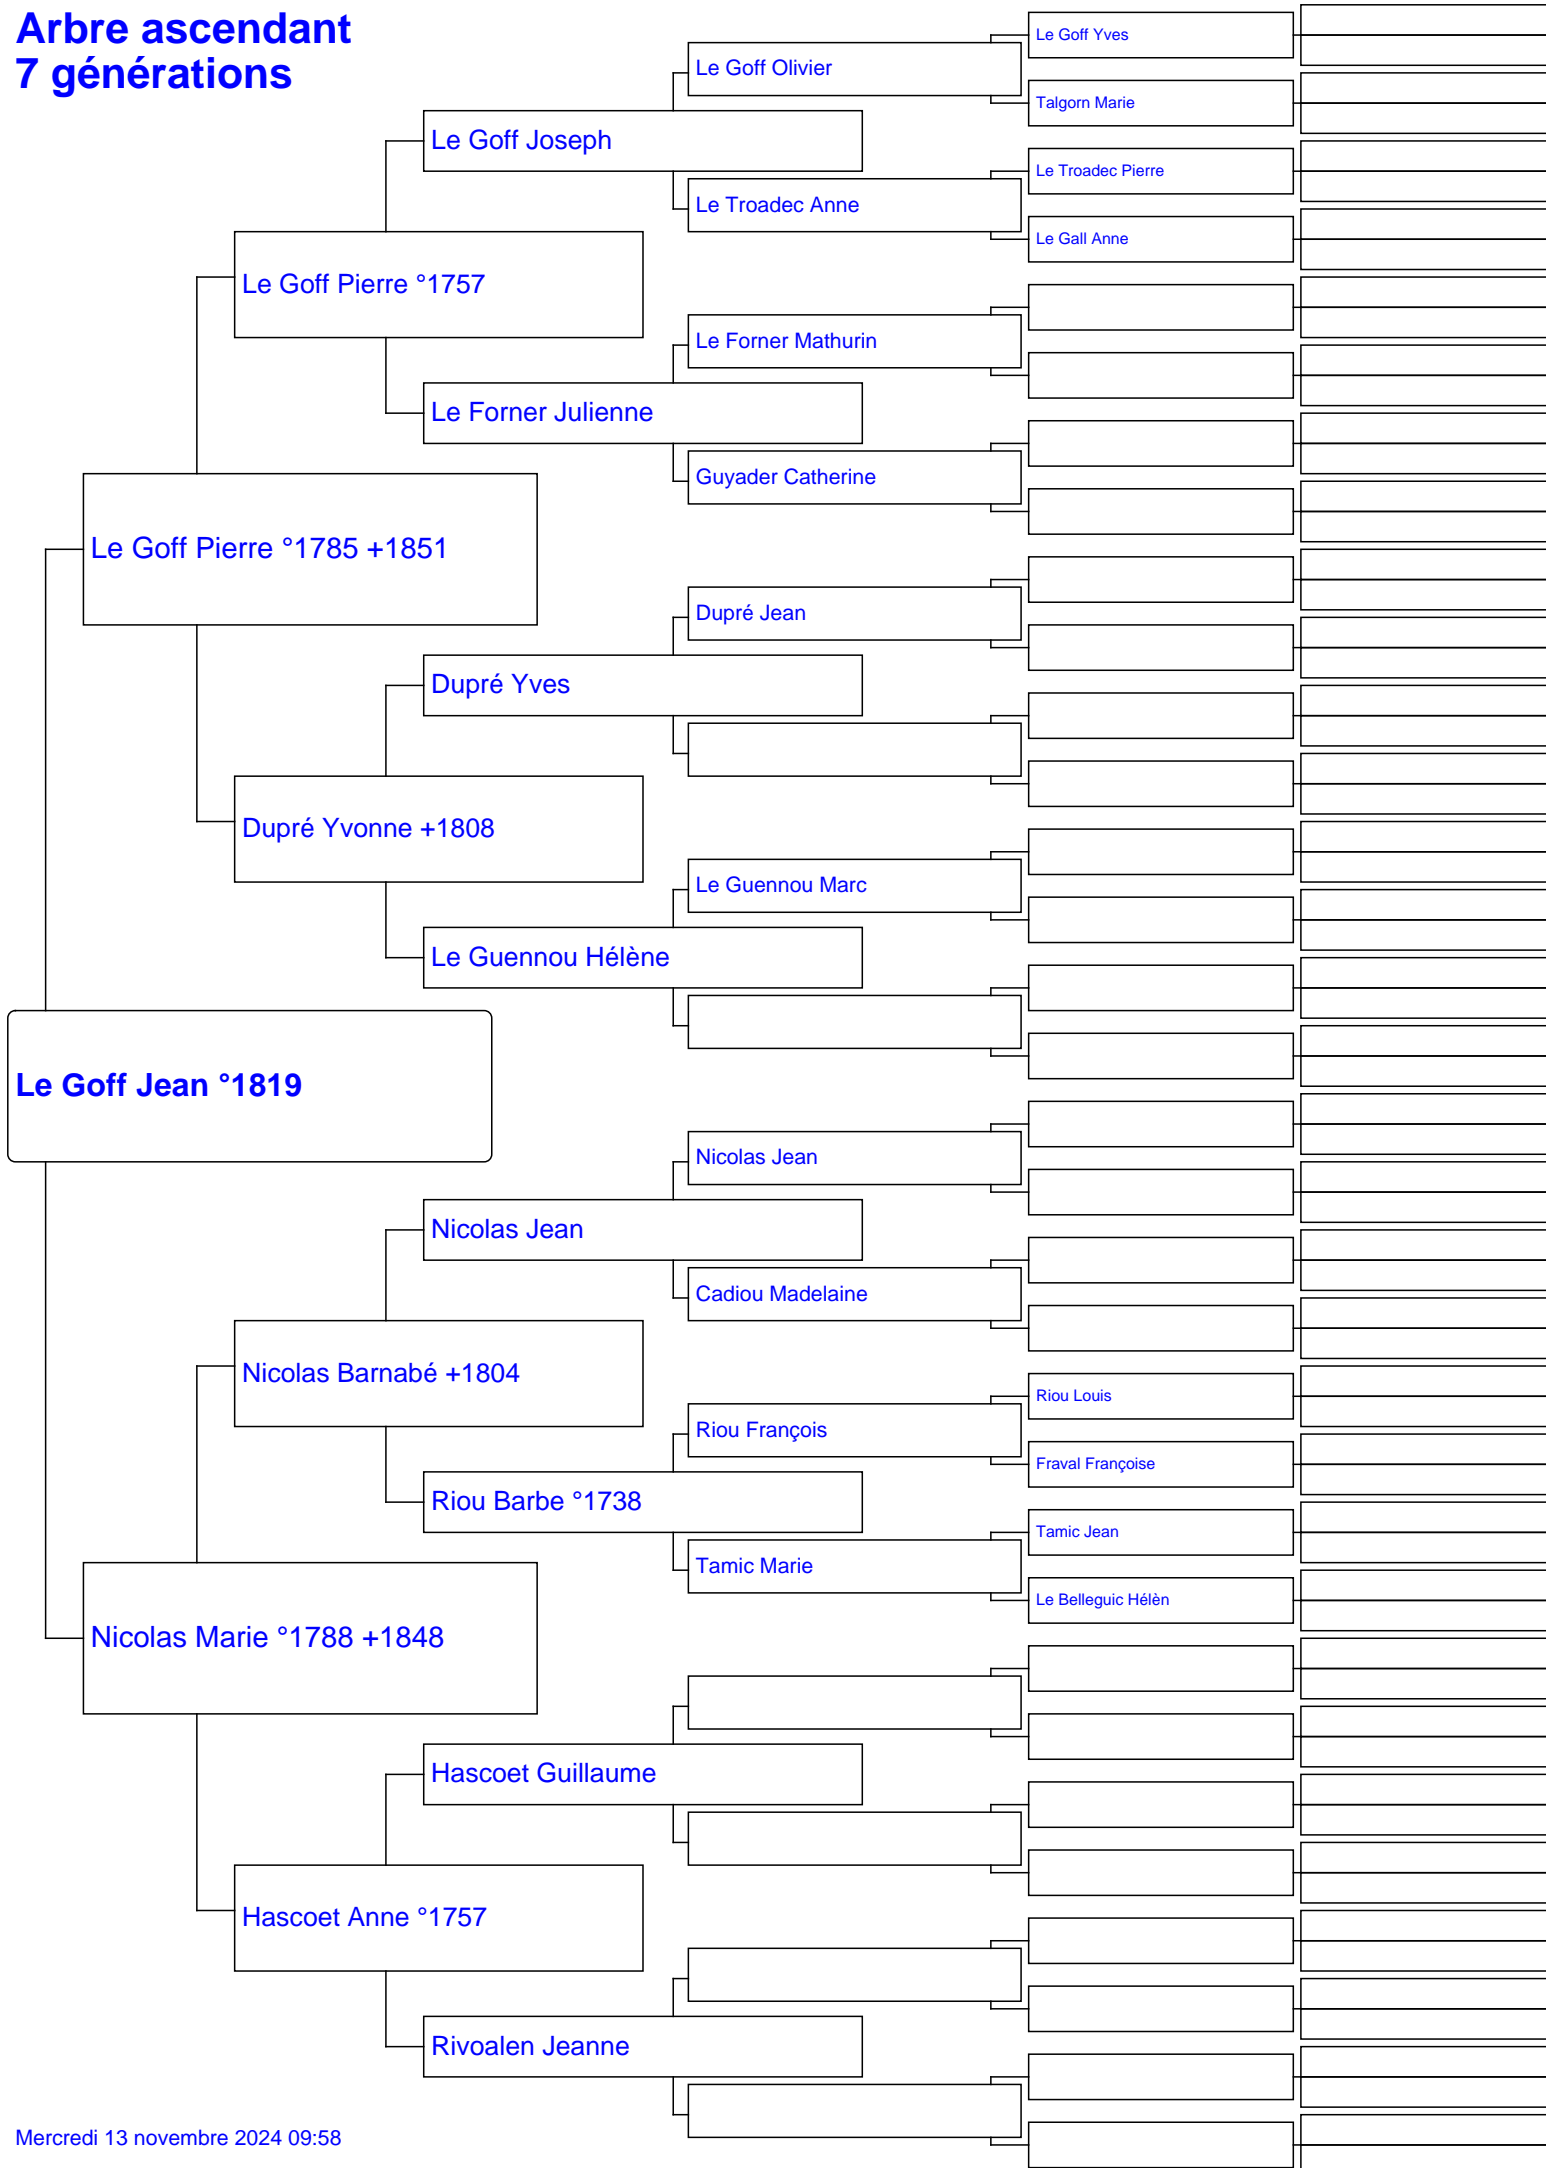 Arbre ascendant
7 générations
Le Goff Yves
Le Goff Olivier
Talgorn Marie
Le Goff Joseph
Le Troadec Pierre
Le Troadec Anne
Le Gall Anne
Le Goff Pierre °1757
Le Forner Mathurin
Le Forner Julienne
Guyader Catherine
Le Goff Pierre °1785 +1851
Dupré Jean
Dupré Yves
Dupré Yvonne +1808
Le Guennou Marc
Le Guennou Hélène
Le Goff Jean °1819
Nicolas Jean
Nicolas Jean
Cadiou Madelaine
Nicolas Barnabé +1804
Riou Louis
Riou François
Fraval Françoise
Riou Barbe °1738
Tamic Jean
Tamic Marie
Le Belleguic Hélèn
Nicolas Marie °1788 +1848
Hascoet Guillaume
Hascoet Anne °1757
Rivoalen Jeanne
Mercredi 13 novembre 2024 09:58